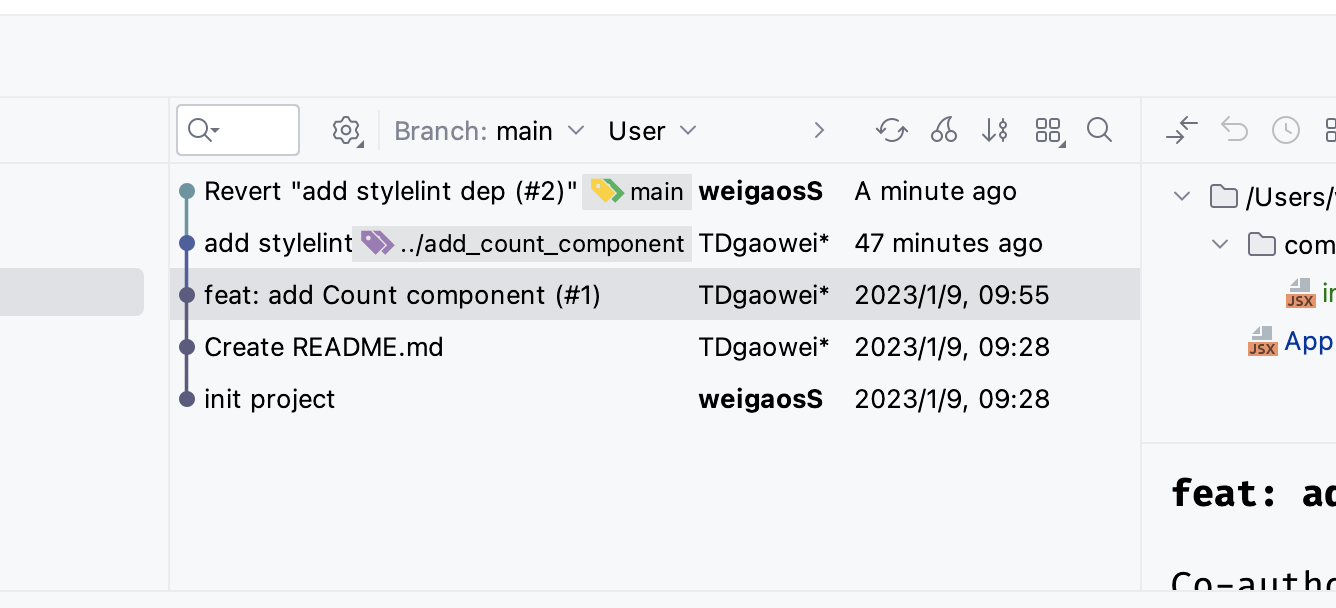 Branch: main User
Revert "add stylelint dep (#2)" main weigaosS A minute ago
add stylelint ../add_count_component TDgaowei* 47 minutes ago
feat: add Count component (#1) TDgaowei* 2023/1/9, 09:55
Create README.md TDgaowei* 2023/1/9, 09:28
init project weigaosS 2023/1/9, 09:28
/Users/
com
JSX
JSX App
feat: ad
Co-autho